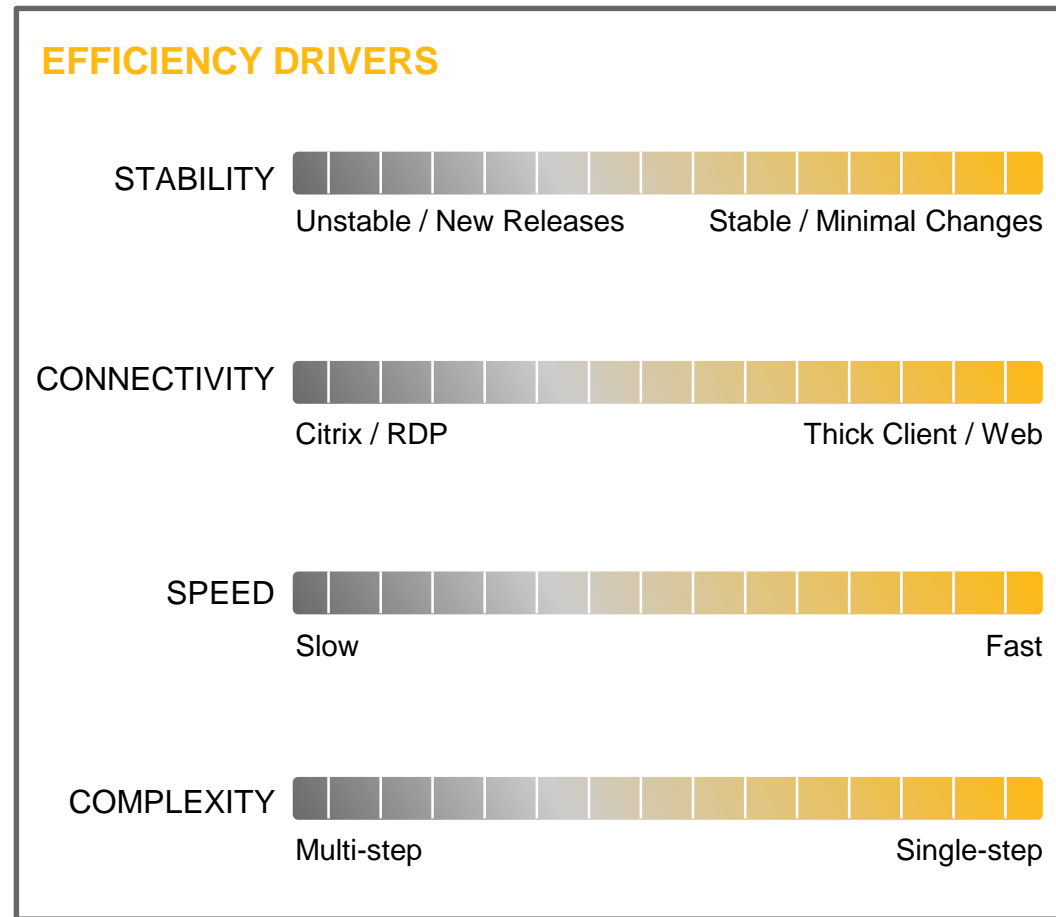 EFFICIENCY DRIVERS
STABILITY
Unstable / New Releases Stable / Minimal Changes
CONNECTIVITY
Citrix / RDP Thick Client / Web
SPEED
Slow Fast
COMPLEXITY
Multi-step Single-step